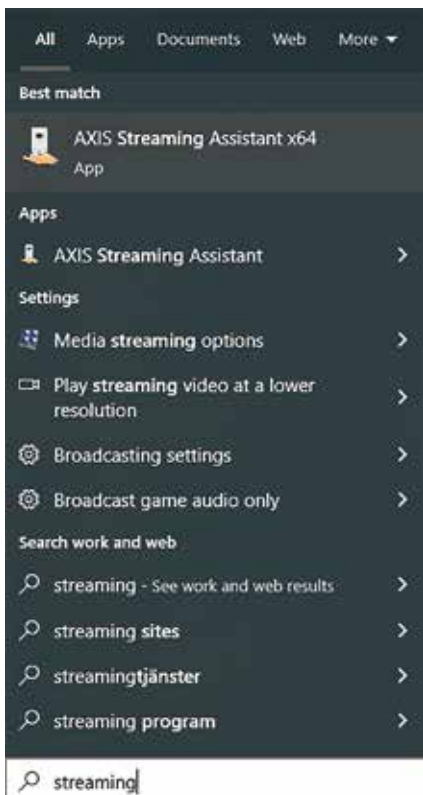 All Apps Documents Web More
Best match
AXIS Streaming Assistant x64
App
Apps
AXIS Streaming Assistant
Settings
Media streaming options
Play streaming video at a lower
resolution
Broadcasting settings
Broadcast game audio only
Search work and web
streaming - See work and web results
streaming sites
streamingtjänster
streaming program
streaming